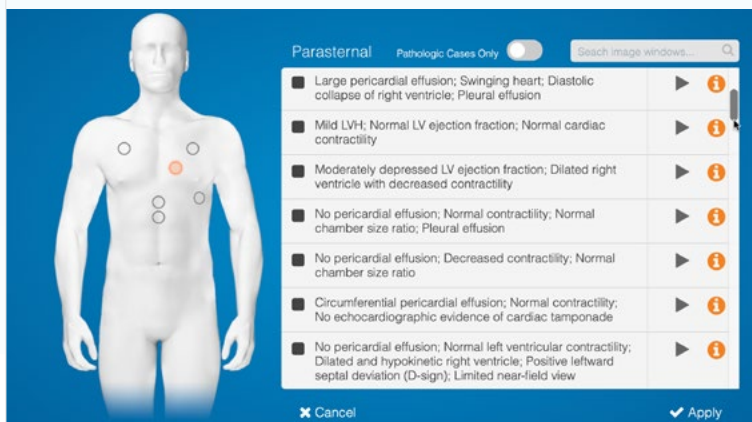 Parasternal
Pathologic Cases Only
Seach image windows...
Large pericardial effusion; Swinging heart; Diastolic
collapse of right ventricle; Pleural effusion
Mild LVH; Normal LV ejection fraction; Normal cardiac
contractility
Moderately depressed LV ejection fraction; Dilated right
ventricle with decreased contractility
No pericardial effusion; Normal contractility; Normal
chamber size ratio; Pleural effusion
No pericardial effusion; Decreased contractility; Normal
chamber size ratio
Circumferential pericardial effusion; Normal contractility;
No echocardiographic evidence of cardiac tamponade
No pericardial effusion; Normal left ventricular contractility;
Dilated and hypokinetic right ventricle; Positive leftward
septal deviation (D-sign); Limited near-field view
Cancel
Apply